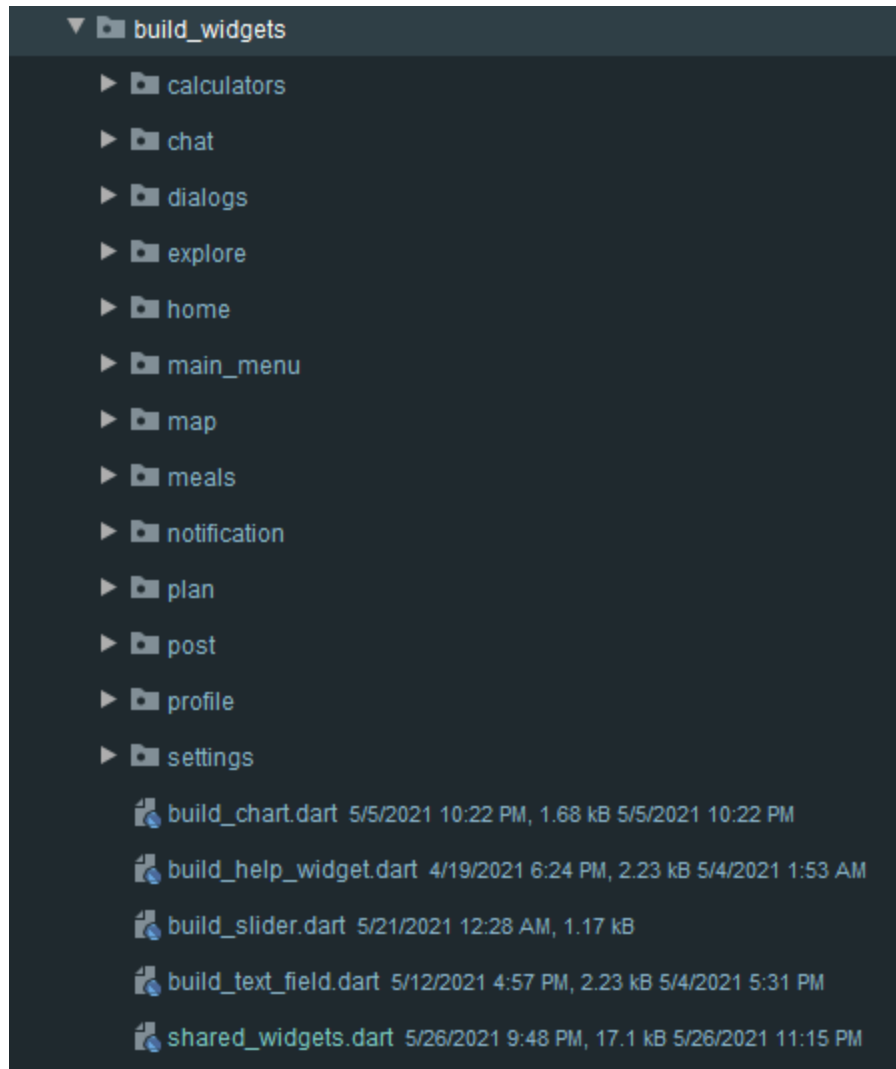 build_widgets
calculators
chat
dialogs
explore
home
main_menu
map
meals
notification
plan
post
profile
settings
build_chart.dart 5/5/2021 10:22 PM, 1.68 kB 5/5/2021 10:22 PM
build_help_widget.dart 4/19/2021 6:24 PM, 2.23 kB 5/4/2021 1:53 AM
build_slider.dart 5/21/2021 12:28 AM, 1.17 kB
build_text_field.dart 5/12/2021 4:57 PM, 2.23 kB 5/4/2021 5:31 PM
shared_widgets.dart 5/26/2021 9:48 PM, 17.1 kB 5/26/2021 11:15 PM